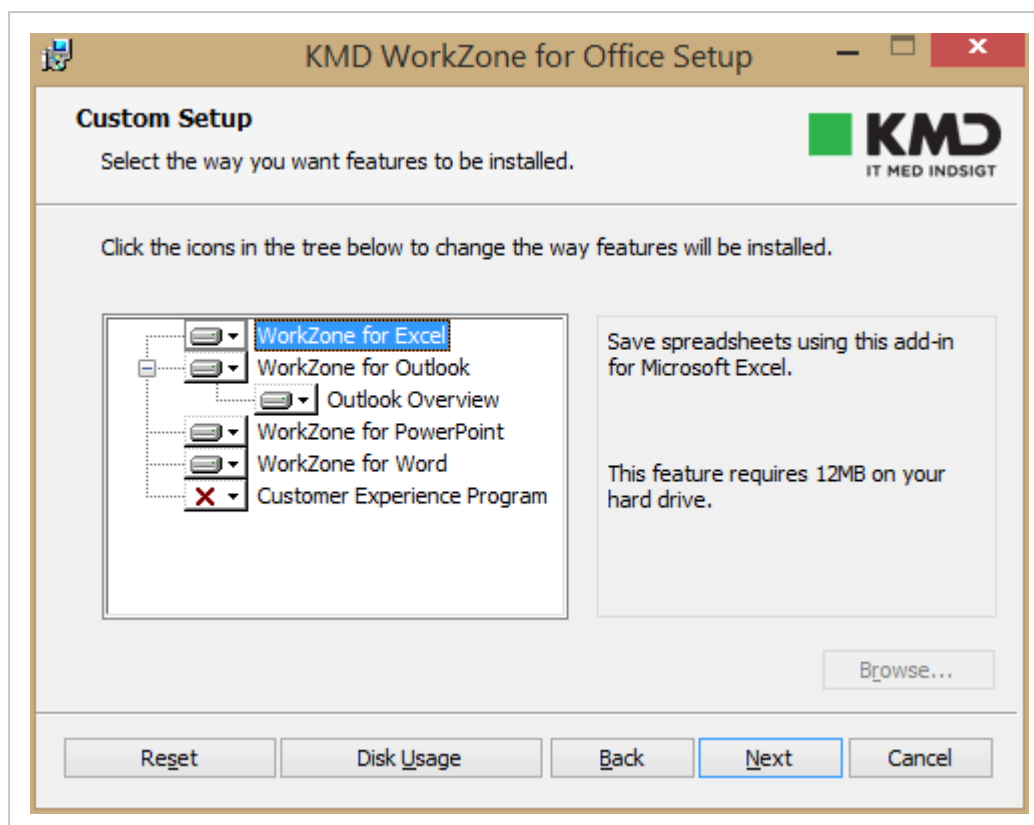 KMD WorkZone for Office Setup
Custom Setup
Select the way you want features to be installed.
KMD
IT MED INDSIGT
Click the icons in the tree below to change the way features will be installed.
WorkZone for Excel
WorkZone for Outlook
Outlook Overview
WorkZone for PowerPoint
WorkZone for Word
Customer Experience Program
Save spreadsheets using this add-in
for Microsoft Excel.
This feature requires 12MB on your
hard drive.
Browse...
Reset
Disk Usage
Back
Next
Cancel